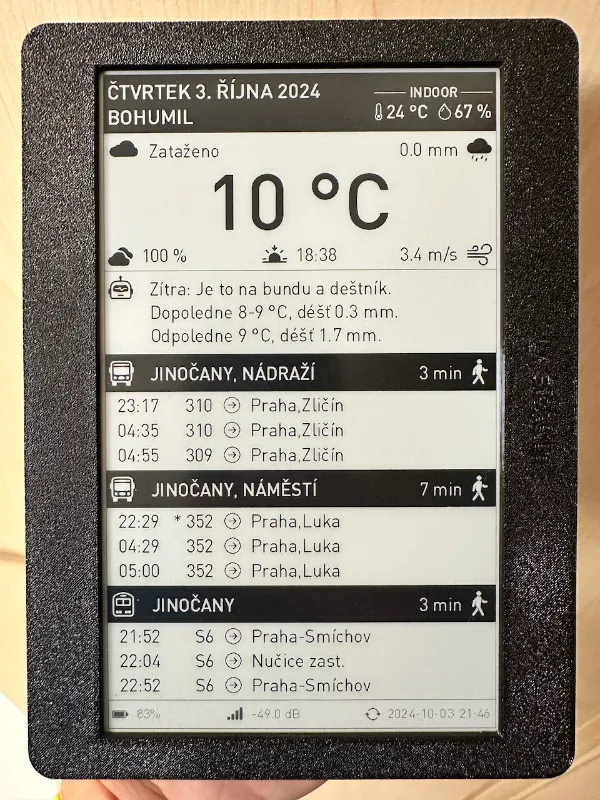 ČTVRTEK 3. ŘÍJNA 2024
BOHUMIL
INDOOR
24 °C 67 %
Zataženo 0.0 mm
10 °C
100 % 18:38 3.4 m/s
Zítra: Je to na bundu a deštník.
Dopoledne 8-9 °C, déšť 0.3 mm.
Odpoledne 9 °C, déšť 1.7 mm.
JINOČANY, NÁDRAŽÍ 3 min
23:17 310 → Praha,Zličín
04:35 310 → Praha,Zličín
04:55 309 → Praha,Zličín
JINOČANY, NÁMĚSTÍ 7 min
22:29 * 352 → Praha,Luka
04:29 352 → Praha,Luka
05:00 352 → Praha,Luka
JINOČANY 3 min
21:52 S6 → Praha-Smíchov
22:04 S6 → Nučice zast.
22:52 S6 → Praha-Smíchov
83% -49.0 dB 2024-10-03 21:46